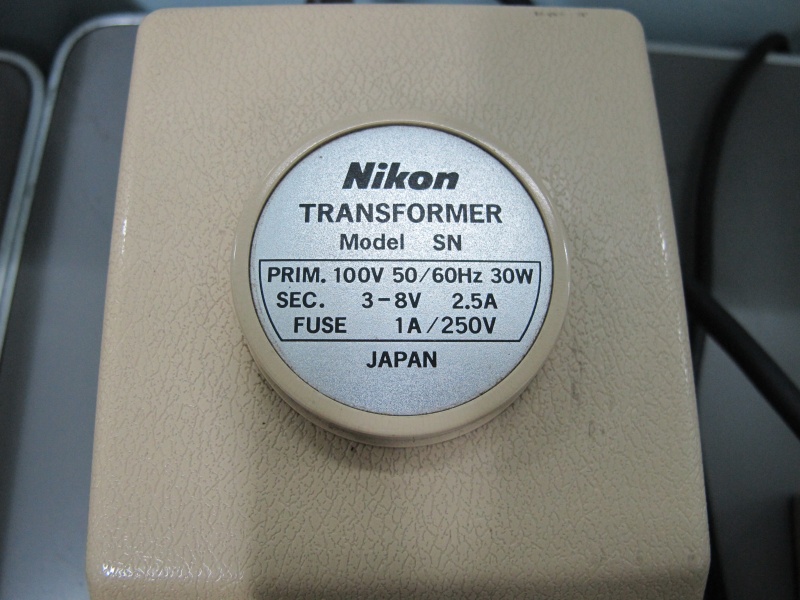 Nikon
TRANSFORMER
Model SN
PRIM. 100V 50/60Hz 30W
SEC. 3-8V 2.5A
FUSE 1A/250V
JAPAN